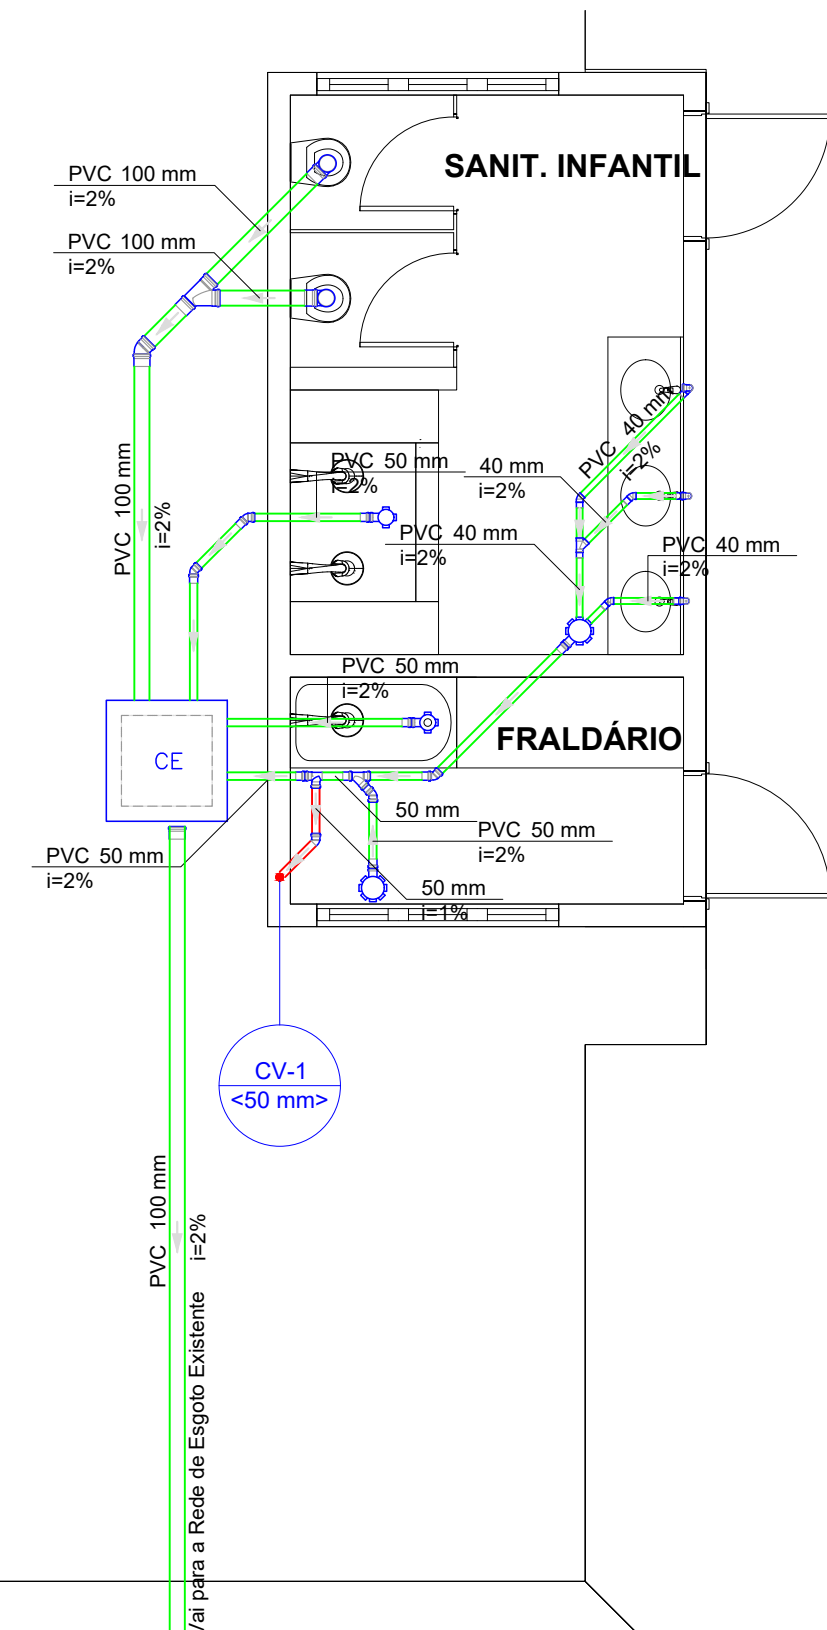 SANIT. INFANTIL
PVC 100 mm
i=2%
PVC 100 mm
i=2%
PVC 40 mm
i=2%
PVC 100 mm
i=2%
PVC 50 mm
i=2%
40 mm
i=2%
PVC 40 mm
i=2%
PVC 40 mm
i=2%
PVC 50 mm
i=2%
FRALDÁRIO
CE
50 mm
PVC 50 mm
i=2%
PVC 50 mm
i=2%
50 mm
i=1%
CV-1
<50 mm>
PVC 100 mm
i=2%
Vai para a Rede de Esgoto Existente